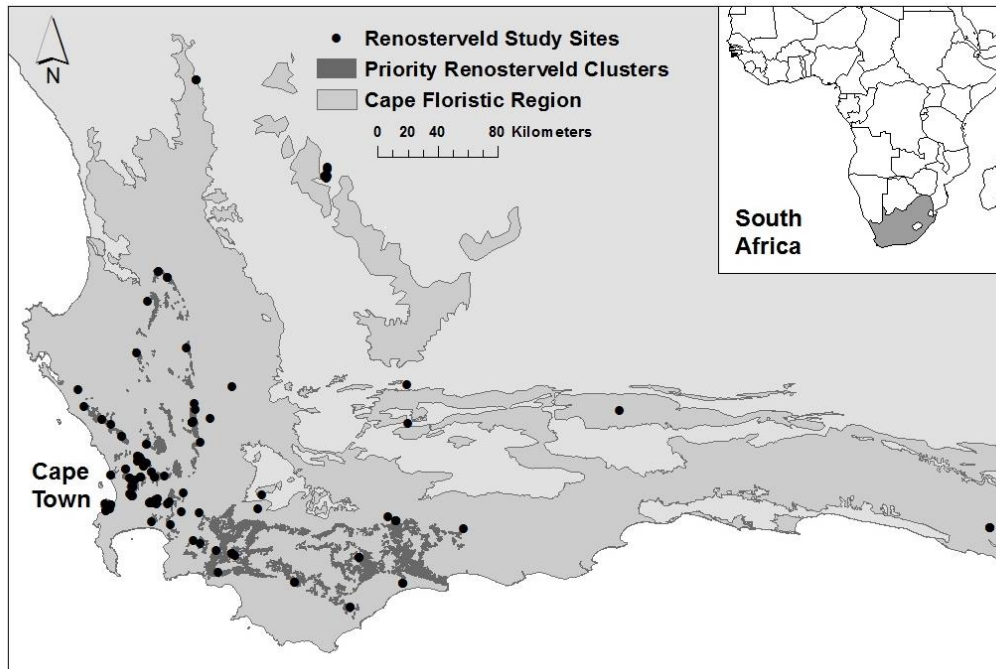 Renosterveld Study Sites
Priority Renosterveld Clusters
Cape Floristic Region
0 20 40 80 Kilometers
N
South
Africa
Cape
Town